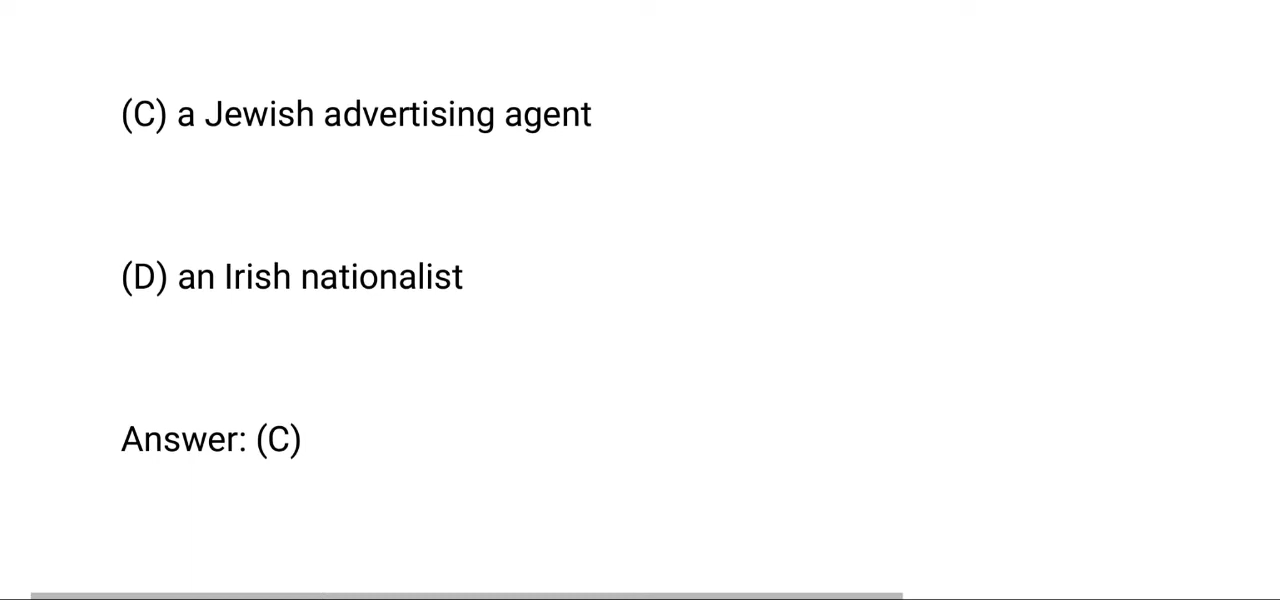 (C) a Jewish advertising agent
(D) an Irish nationalist
Answer: (C)